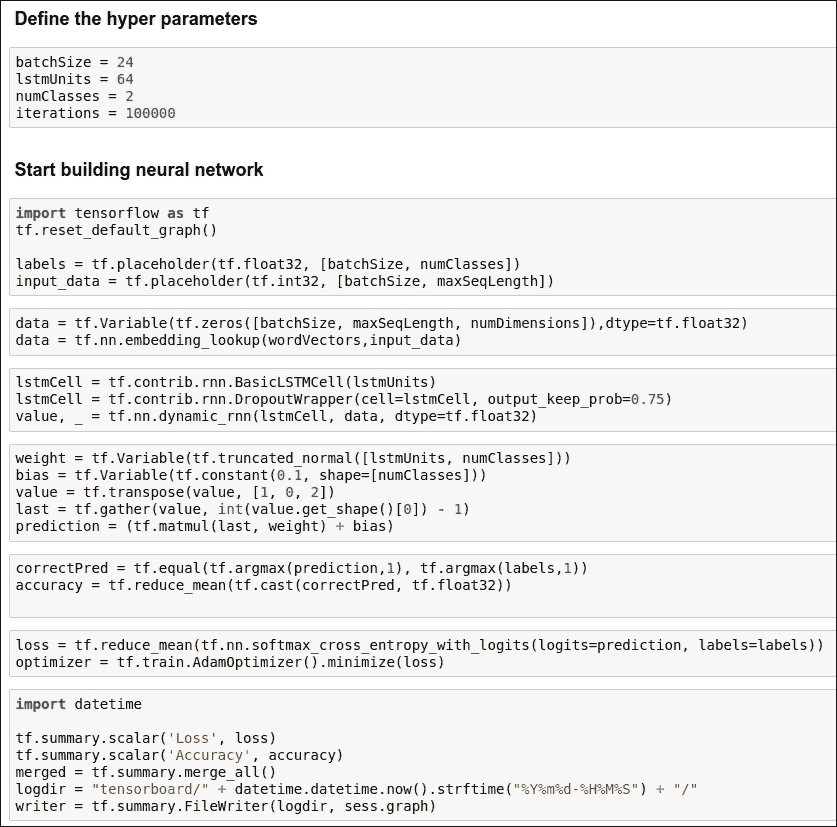 Define the hyper parameters
batchSize = 24
lstmUnits = 64
numClasses = 2
iterations = 100000
Start building neural network
import tensorflow as tf
tf.reset_default_graph()
labels = tf.placeholder(tf.float32, [batchSize, numClasses])
input_data = tf.placeholder(tf.int32, [batchSize, maxSeqLength])
data = tf.Variable(tf.zeros([batchSize, maxSeqLength, numDimensions]),dtype=tf.float32)
data = tf.nn.embedding_lookup(wordVectors,input_data)
lstmCell = tf.contrib.rnn.BasicLSTMCell(lstmUnits)
lstmCell = tf.contrib.rnn.DropoutWrapper(cell=lstmCell, output_keep_prob=0.75)
value, _ = tf.nn.dynamic_rnn(lstmCell, data, dtype=tf.float32)
weight = tf.Variable(tf.truncated_normal([lstmUnits, numClasses]))
bias = tf.Variable(tf.constant(0.1, shape=[numClasses]))
value = tf.transpose(value, [1, 0, 2])
last = tf.gather(value, int(value.get_shape()[0]) - 1)
prediction = (tf.matmul(last, weight) + bias)
correctPred = tf.equal(tf.argmax(prediction,1), tf.argmax(labels,1))
accuracy = tf.reduce_mean(tf.cast(correctPred, tf.float32))
loss = tf.reduce_mean(tf.nn.softmax_cross_entropy_with_logits(logits=prediction, labels=labels))
optimizer = tf.train.AdamOptimizer().minimize(loss)
import datetime
tf.summary.scalar('Loss', loss)
tf.summary.scalar('Accuracy', accuracy)
merged = tf.summary.merge_all()
logdir = "tensorboard/" + datetime.datetime.now().strftime("%Y%m%d-%H%M%S") + "/"
writer = tf.summary.FileWriter(logdir, sess.graph)